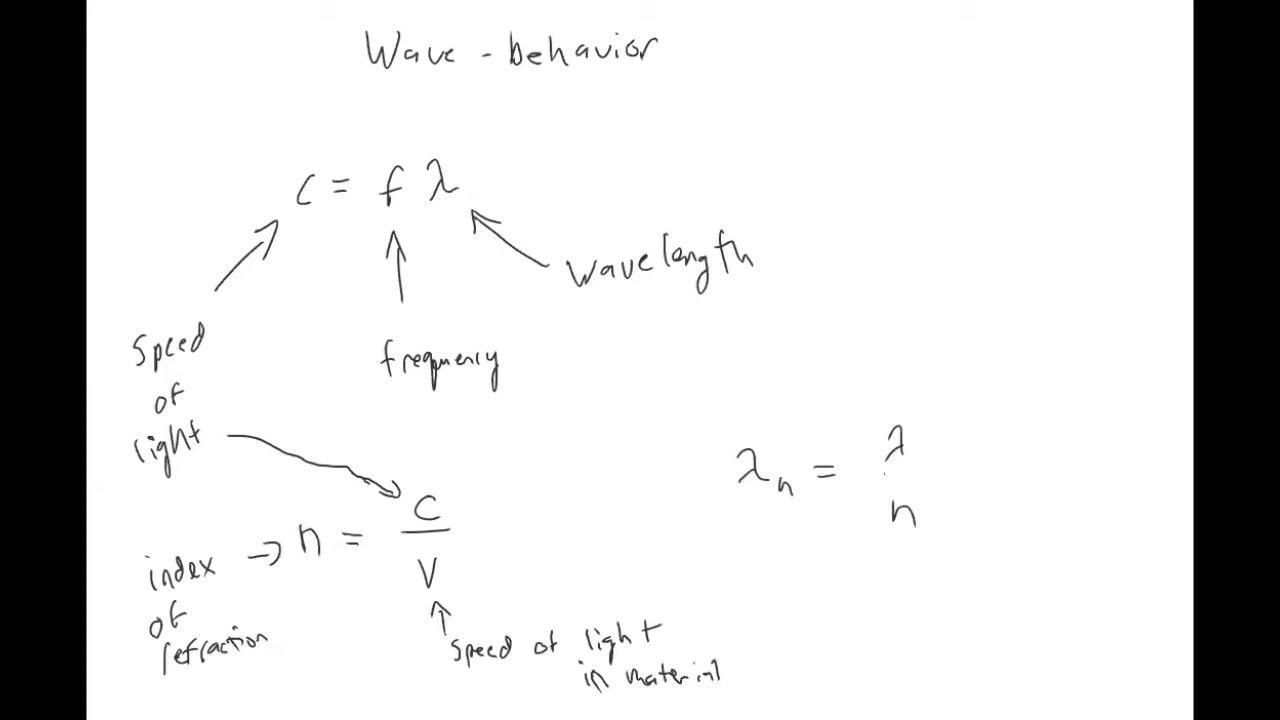 Wave - behavior
c = f λ
wavelength
speed
of
light
frequency
λn = λ
n
n = c
v
index → n
of
refraction
speed of light
in material